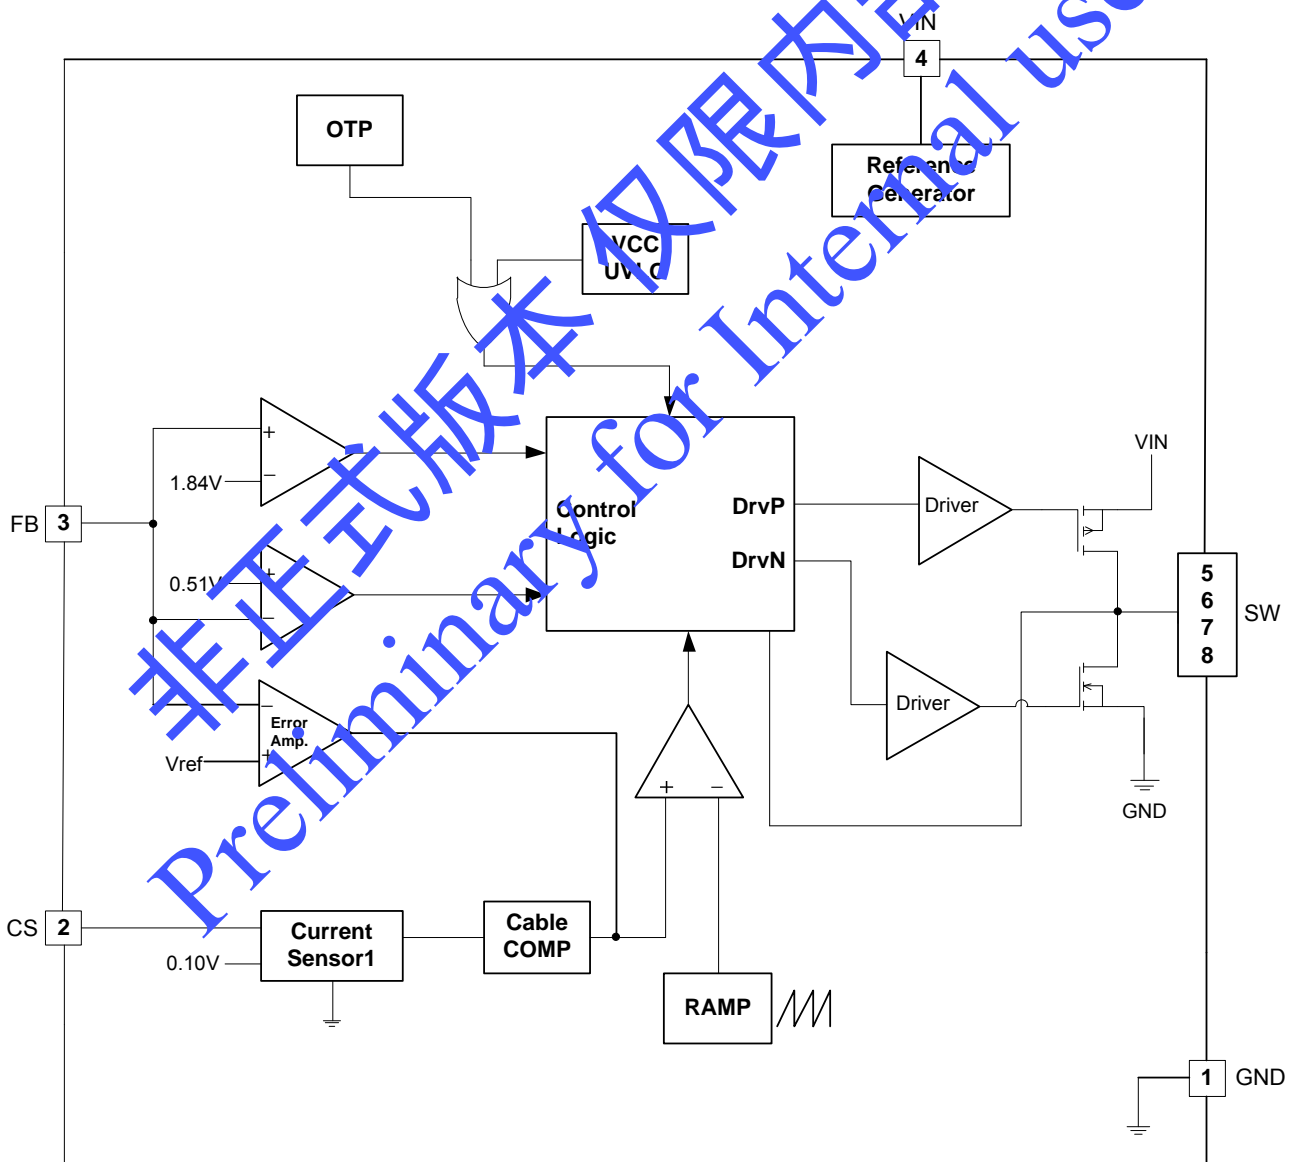 VIN
4
OTP
Reference
Generator
VCC
UVLO
1.84V
+
−
FB
3
0.51V
+
−
Control
Logic
DrvP
DrvN
Driver
VIN
5
6
7
8
SW
Driver
GND
−
Error
Amp.
+
Vref
+
−
CS
2
0.10V
Current
Sensor1
Cable
COMP
RAMP
1
GND
非正式版本 仅限内部
Preliminary for Internal use